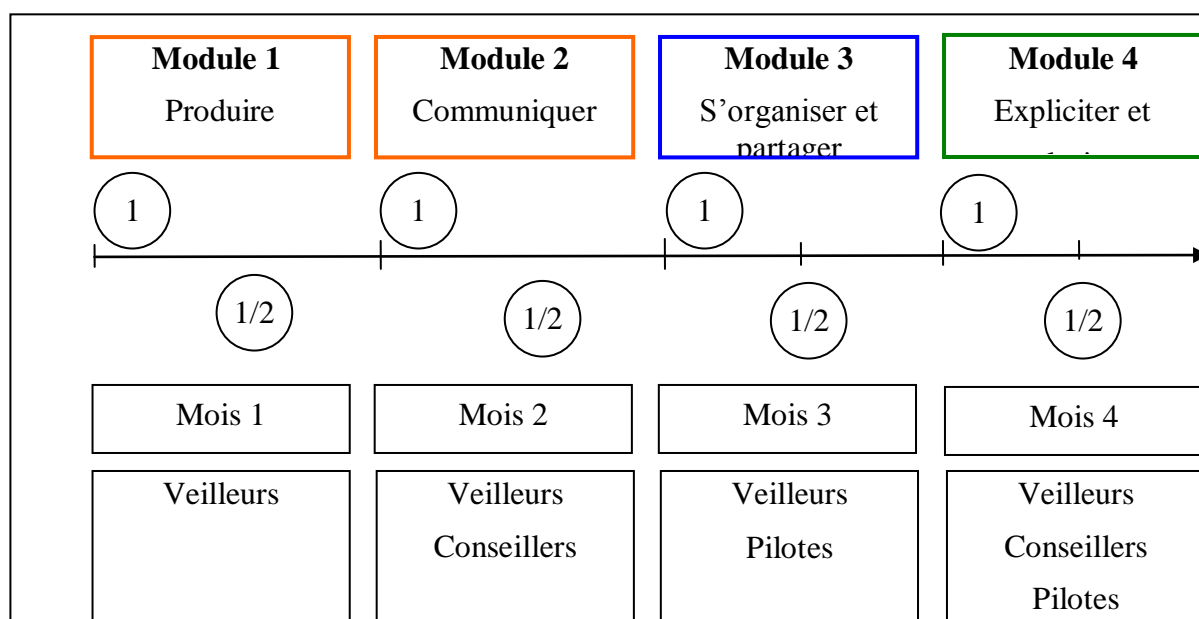 Module 1
Produire
Module 2
Communiquer
Module 3
S’organiser et
partager
Module 4
Expliciter et
1
1
1
1
1/2
1/2
1/2
1/2
Mois 1
Mois 2
Mois 3
Mois 4
Veilleurs
Veilleurs
Conseillers
Veilleurs
Pilotes
Veilleurs
Conseillers
Pilotes